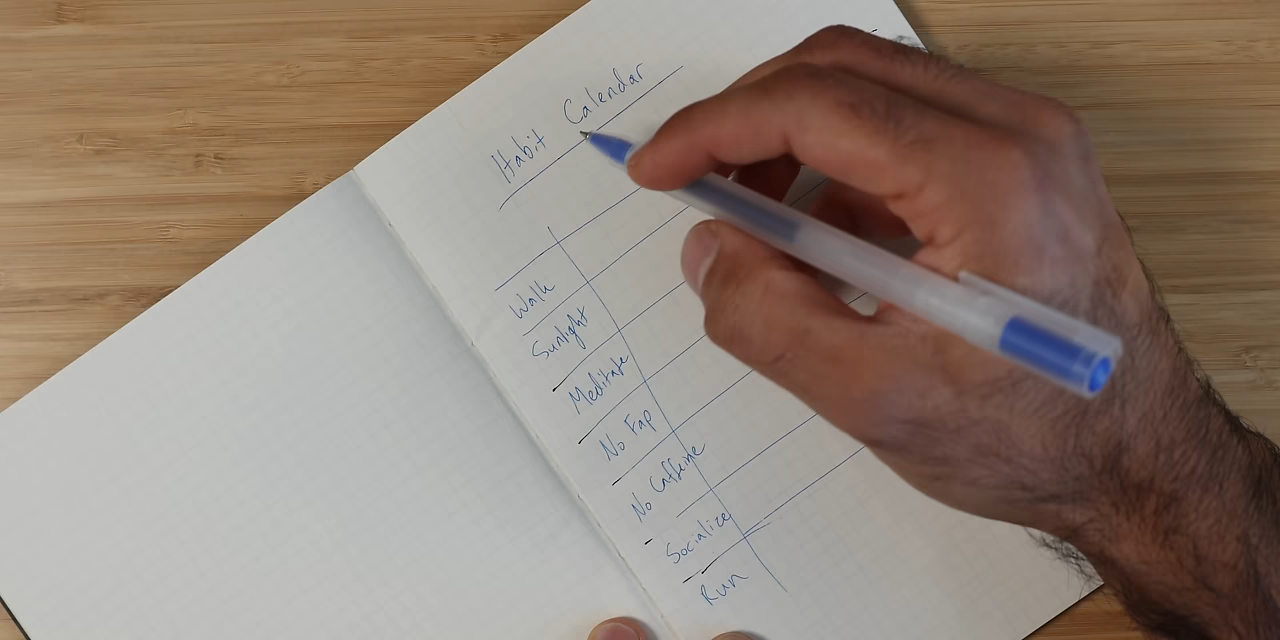 Habit Calendar
Walk
Sunlight
Meditate
No Fap
No Caffeine
Socialize
Run